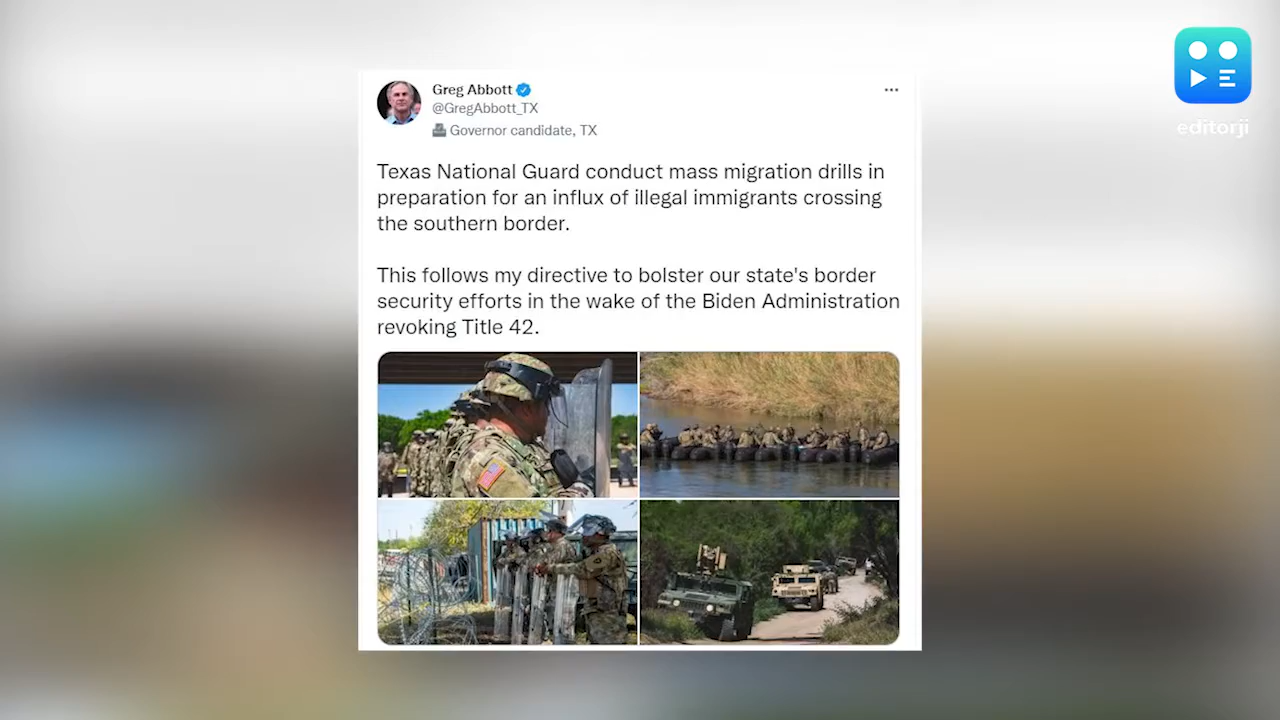 editorji
Greg Abbott
@GregAbbott_TX
Governor candidate, TX
Texas National Guard conduct mass migration drills in
preparation for an influx of illegal immigrants crossing
the southern border.
This follows my directive to bolster our state's border
security efforts in the wake of the Biden Administration
revoking Title 42.